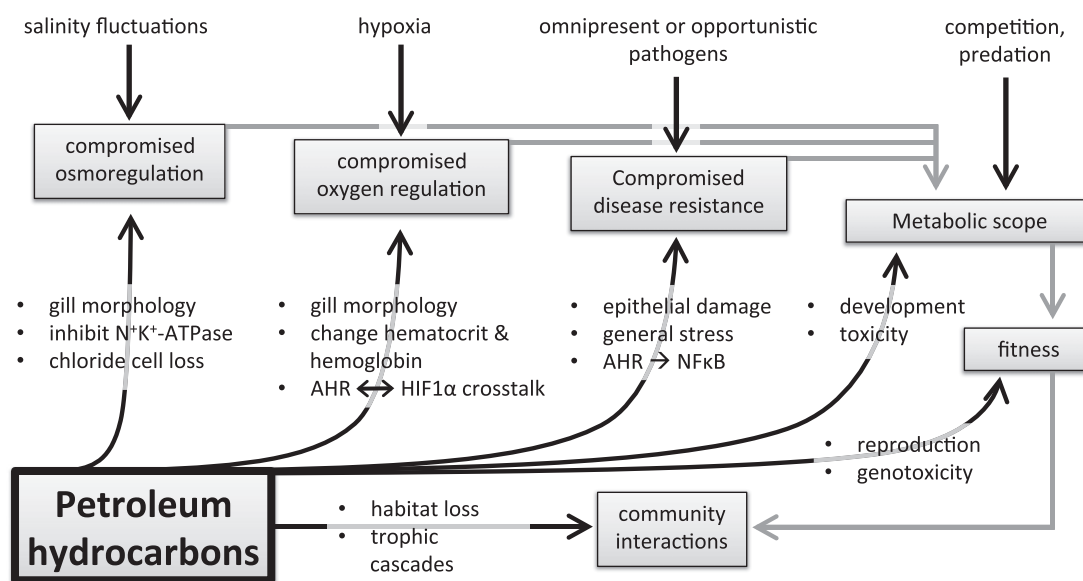 salinity fluctuations
hypoxia
omnipresent or opportunistic
pathogens
competition,
predation
compromised
osmoregulation
compromised
oxygen regulation
Compromised
disease resistance
Metabolic scope
• gill morphology
• inhibit N⁺K⁺-ATPase
• chloride cell loss
• gill morphology
• change hematocrit &
hemoglobin
• AHR ↔ HIF1α crosstalk
• epithelial damage
• general stress
• AHR → NFκB
• development
• toxicity
fitness
• reproduction
• genotoxicity
Petroleum
hydrocarbons
• habitat loss
• trophic
cascades
community
interactions